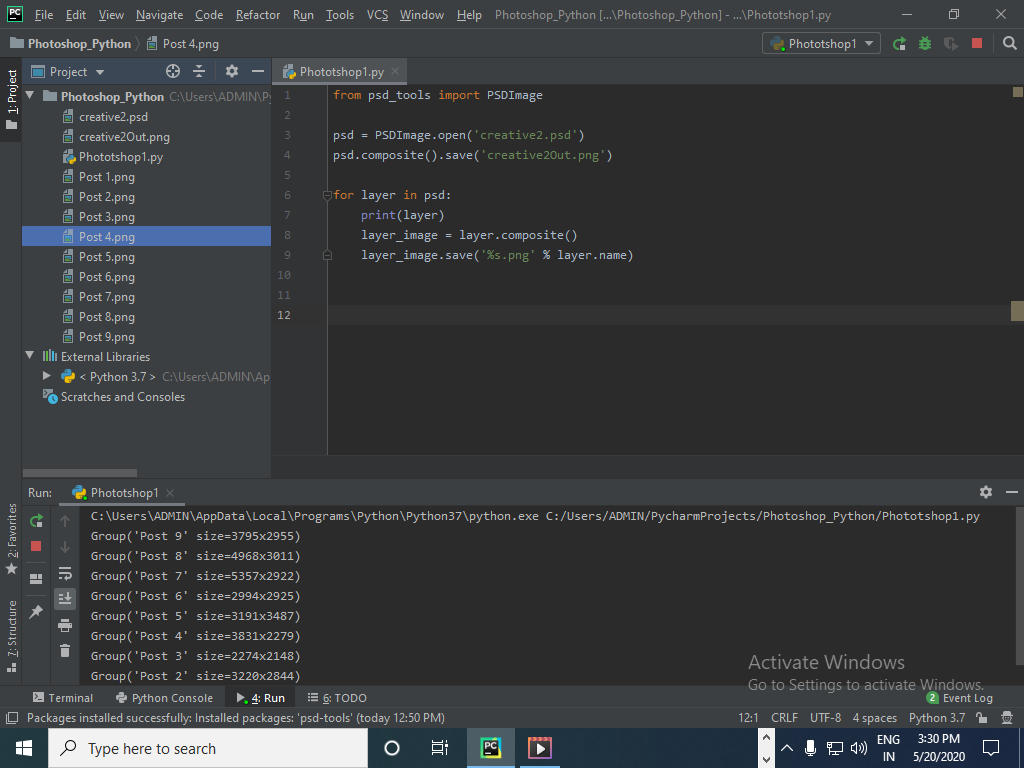 PC File Edit View Navigate Code Refactor Run Tools VCS Window Help Photoshop_Python [...\Photoshop_Python] - ...\Phototshop1.py
Photoshop_Python Post 4.png Phototshop1
1: Project
Project
Phototshop1.py
Photoshop_Python C:\Users\ADMIN\Py
creative2.psd
creative2Out.png
Phototshop1.py
Post 1.png
Post 2.png
Post 3.png
Post 4.png
Post 5.png
Post 6.png
Post 7.png
Post 8.png
Post 9.png
External Libraries
< Python 3.7 > C:\Users\ADMIN\Ap
Scratches and Consoles
1 from psd_tools import PSDImage
2
3 psd = PSDImage.open('creative2.psd')
4 psd.composite().save('creative2Out.png')
5
6 for layer in psd:
7 print(layer)
8 layer_image = layer.composite()
9 layer_image.save('%s.png' % layer.name)
10
11
12
Run: Phototshop1
2: Favorites
7: Structure
C:\Users\ADMIN\AppData\Local\Programs\Python\Python37\python.exe C:/Users/ADMIN/PycharmProjects/Photoshop_Python/Phototshop1.py
Group('Post 9' size=3795x2955)
Group('Post 8' size=4968x3011)
Group('Post 7' size=5357x2922)
Group('Post 6' size=2994x2925)
Group('Post 5' size=3191x3487)
Group('Post 4' size=3831x2279)
Group('Post 3' size=2274x2148)
Group('Post 2' size=3220x2844)
Activate Windows
Go to Settings to activate Windows.
Terminal Python Console 4: Run 6: TODO 2 Event Log
Packages installed successfully: Installed packages: 'psd-tools' (today 12:50 PM) 12:1 CRLF UTF-8 4 spaces Python 3.7
Type here to search PC ENG IN 3:30 PM 5/20/2020